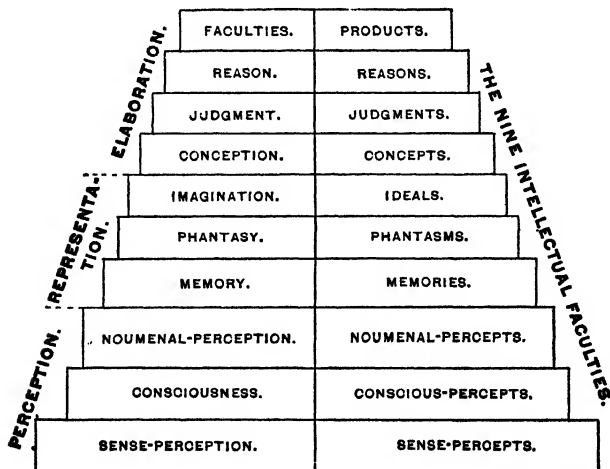 FACULTIES. PRODUCTS.
REASON. REASONS.
JUDGMENT. JUDGMENTS.
CONCEPTION. CONCEPTS.
IMAGINATION. IDEALS.
PHANTASY. PHANTASMS.
MEMORY. MEMORIES.
NOUMENAL-PERCEPTION. NOUMENAL-PERCEPTS.
CONSCIOUSNESS. CONSCIOUS-PERCEPTS.
SENSE-PERCEPTION. SENSE-PERCEPTS.
ELABORATION.
REPRESENTA-
TION.
PERCEPTION.
THE NINE INTELLECTUAL FACULTIES.